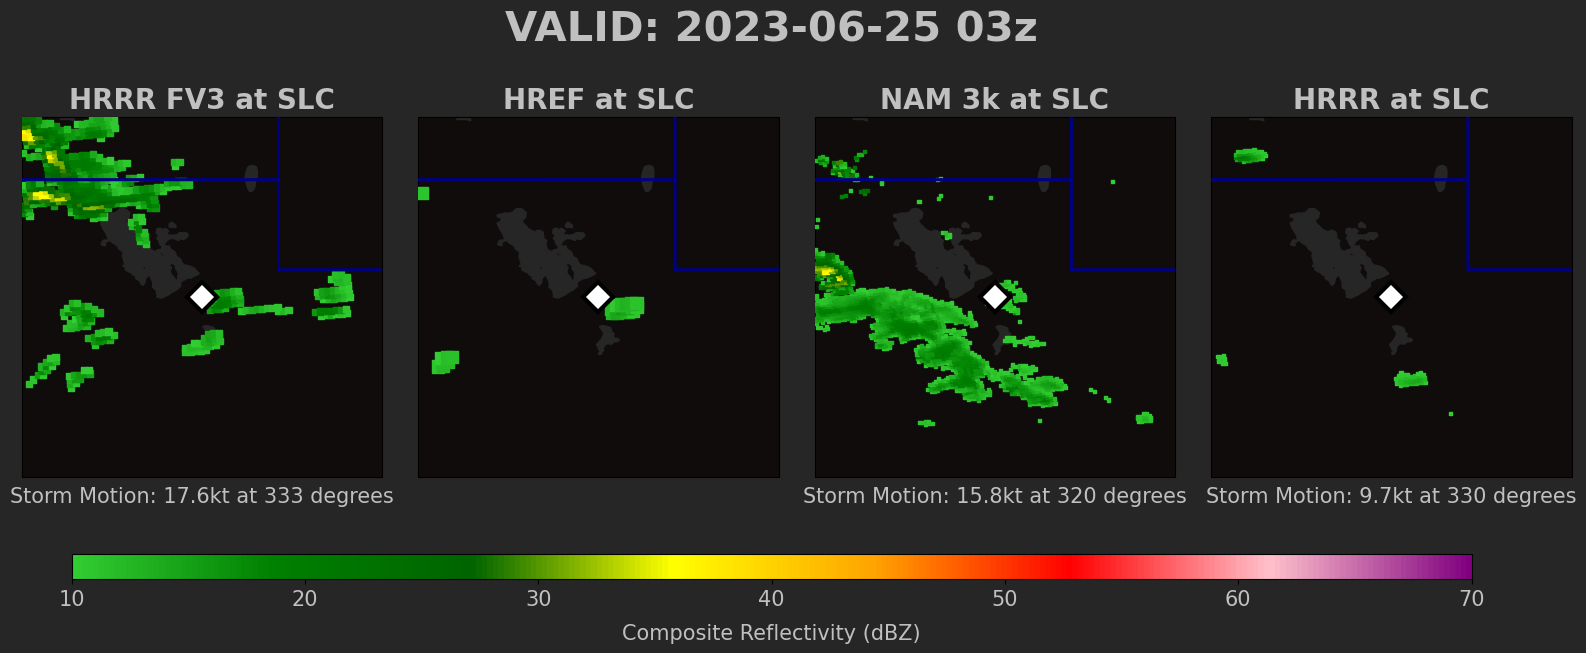 VALID: 2023-06-25 03z
HRRR FV3 at SLC
HREF at SLC
NAM 3k at SLC
HRRR at SLC
Storm Motion: 17.6kt at 333 degrees
Storm Motion: 15.8kt at 320 degrees
Storm Motion: 9.7kt at 330 degrees
10 20 30 40 50 60 70
Composite Reflectivity (dBZ)